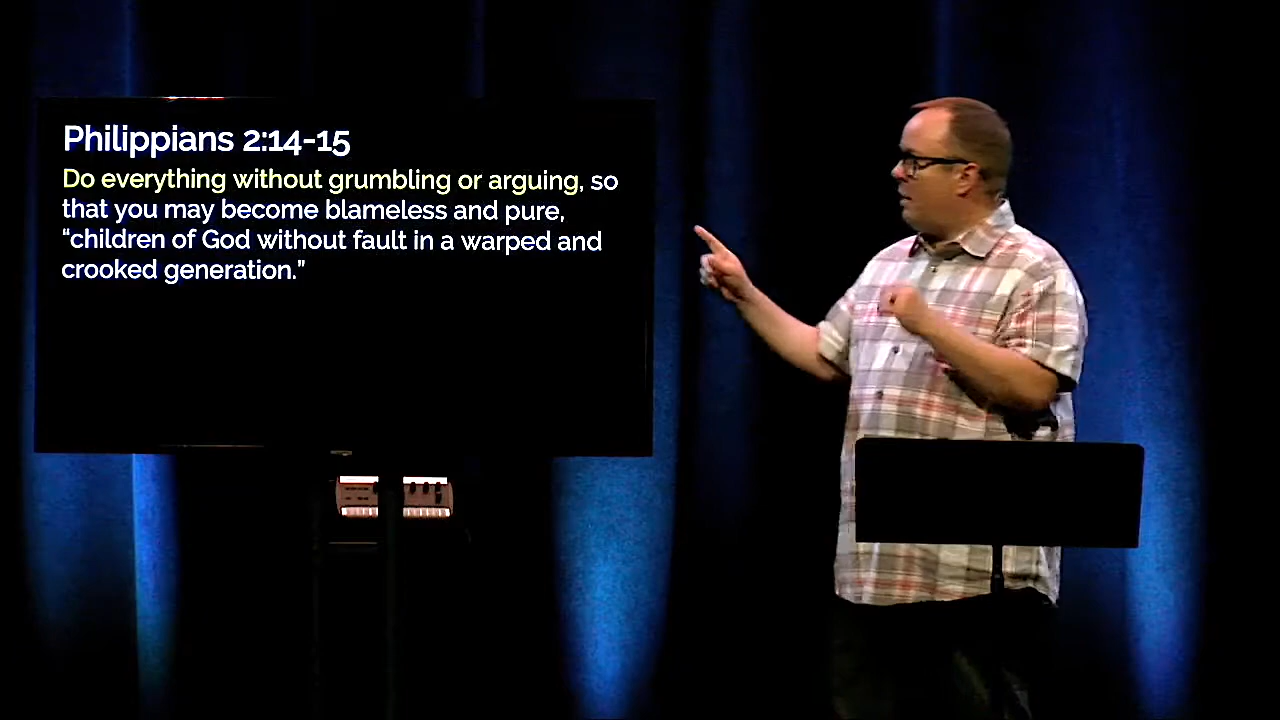 Philippians 2:14-15
Do everything without grumbling or arguing, so
that you may become blameless and pure,
“children of God without fault in a warped and
crooked generation.”